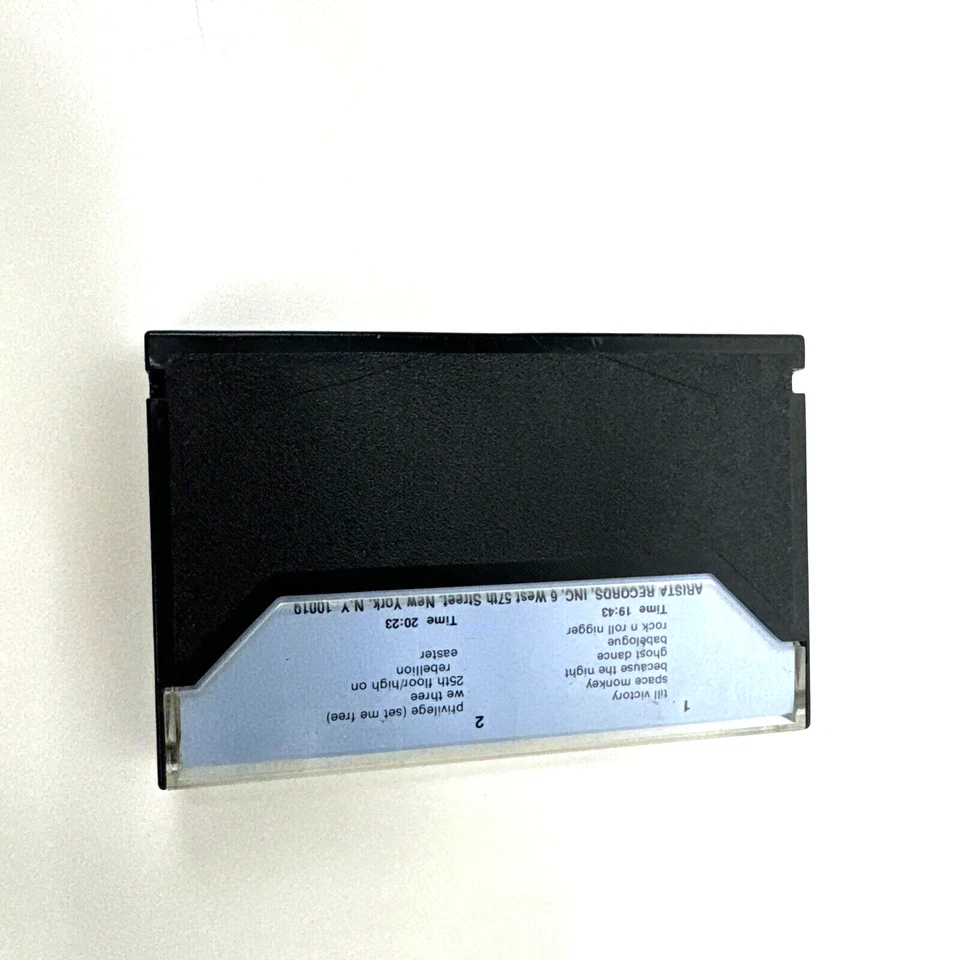 1
till victory
space monkey
because the night
ghost dance
babelogue
rock n roll nigger
Time 19:43
2
privilege (set me free)
we three
25th floor/high on
rebellion
easter
Time 20:23
ARISTA RECORDS, INC. 6 West 57th Street, New York, N.Y. 10019